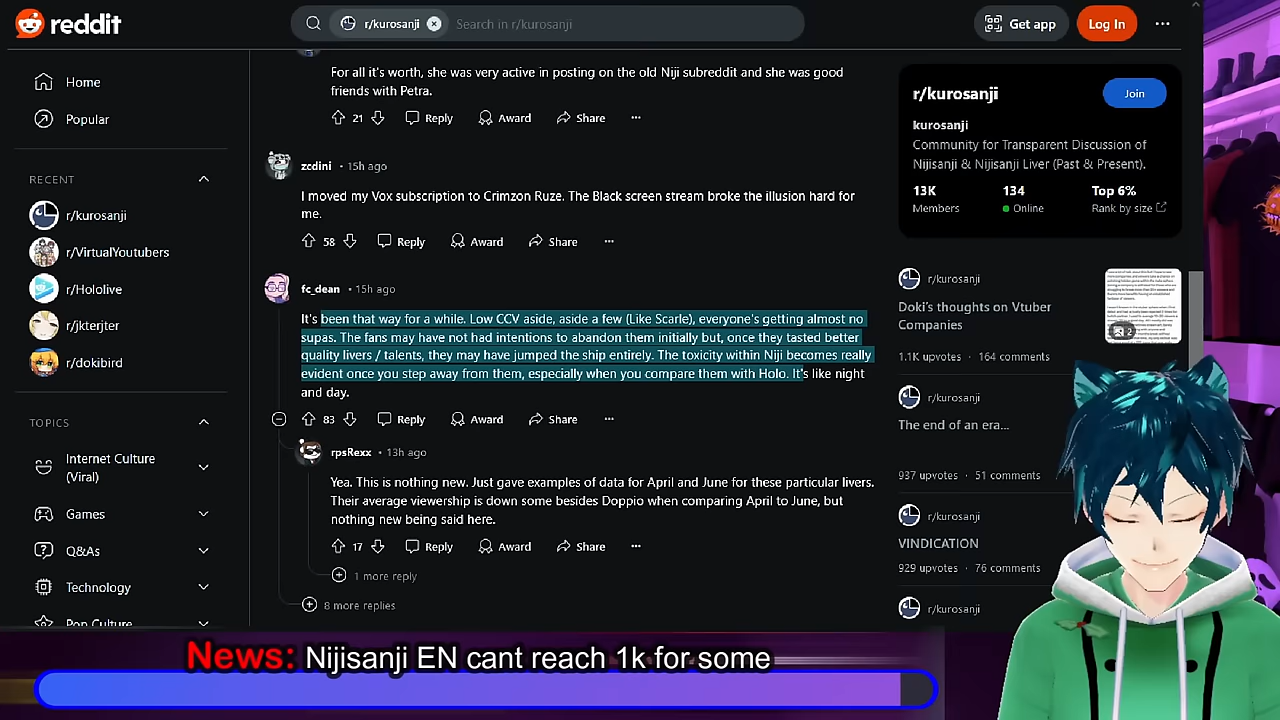 reddit
r/kurosanji
Search in r/kurosanji
Get app
Log In
Home
Popular
RECENT
r/kurosanji
r/VirtualYoutubers
r/Hololive
r/jkterjter
r/dokibird
TOPICS
Internet Culture
(Viral)
Games
Q&As
Technology
Pop Culture
For all it's worth, she was very active in posting on the old Niji subreddit and she was good
friends with Petra.
21
Reply
Award
Share
zcdini • 15h ago
I moved my Vox subscription to Crimzon Ruze. The Black screen stream broke the illusion hard for
me.
58
Reply
Award
Share
fc_dean • 15h ago
It's been that way for a while. Low CCV aside, aside a few (Like Scarle), everyone's getting almost no
supas. The fans may have not had intentions to abandon them initially but, once they tasted better
quality livers / talents, they may have jumped the ship entirely. The toxicity within Niji becomes really
evident once you step away from them, especially when you compare them with Holo. It's like night
and day.
83
Reply
Award
Share
rpsRexx • 13h ago
Yea. This is nothing new. Just gave examples of data for April and June for these particular livers.
Their average viewership is down some besides Doppio when comparing April to June, but
nothing new being said here.
17
Reply
Award
Share
1 more reply
8 more replies
r/kurosanji
Join
kurosanji
Community for Transparent Discussion of
Nijisanji & Nijisanji Liver (Past & Present).
13K
134
Top 6%
Members
Online
Rank by size
r/kurosanji
Doki's thoughts on Vtuber
Companies
1.1K upvotes • 164 comments
r/kurosanji
The end of an era...
937 upvotes • 51 comments
r/kurosanji
VINDICATION
929 upvotes • 76 comments
r/kurosanji
News: Nijisanji EN cant reach 1k for some